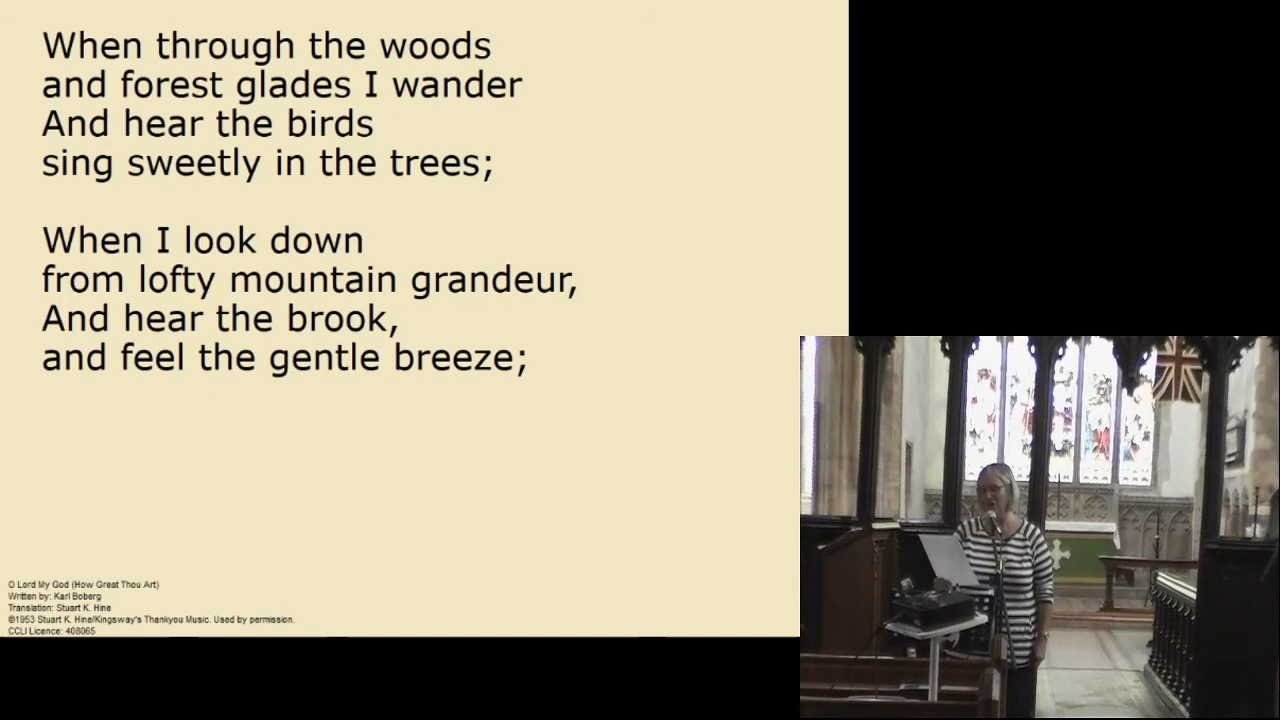 When through the woods
and forest glades I wander
And hear the birds
sing sweetly in the trees;
When I look down
from lofty mountain grandeur,
And hear the brook,
and feel the gentle breeze;
O Lord My God (How Great Thou Art)
Written by: Karl Boberg
Translation: Stuart K. Hine
©1953 Stuart K. Hine/Kingsway's Thankyou Music. Used by permission.
CCLI Licence: 408065